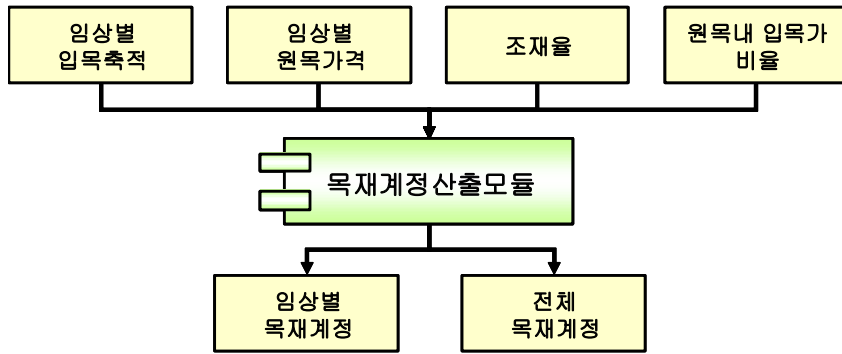 임상별
입목축적
임상별
원목가격
조재율
원목내 입목가
비율
목재계정산출모듈
임상별
목재계정
전체
목재계정